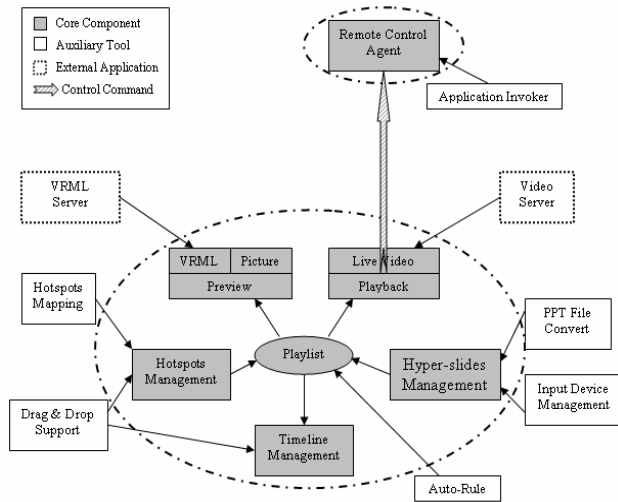 Core Component
Auxiliary Tool
External Application
Control Command
Remote Control
Agent
Application Invoker
VRML
Server
Video
Server
VRML
Picture
Preview
Live Video
Playback
Hotspots
Mapping
PPT File
Convert
Playlist
Hotspots
Management
Hyper-slides
Management
Input Device
Management
Drag & Drop
Support
Timeline
Management
Auto-Rule